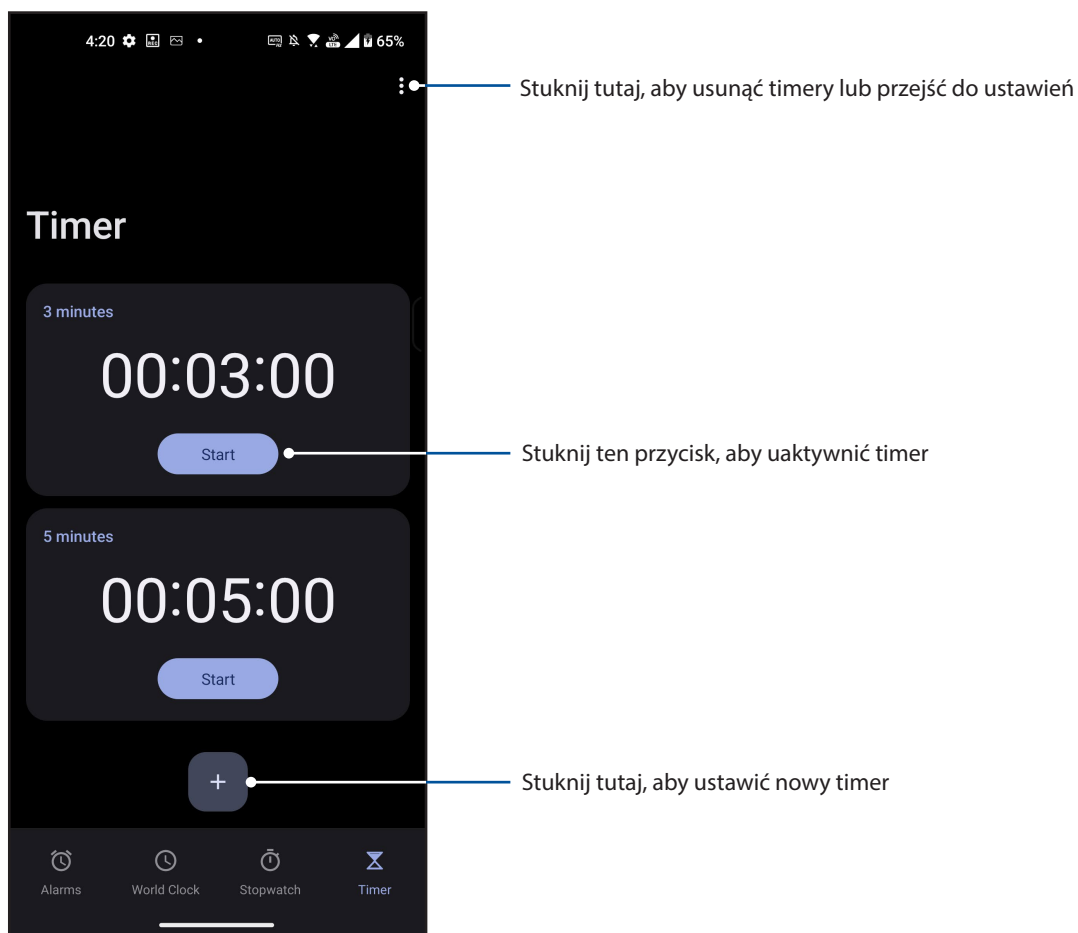 4:20 65%
Stuknij tutaj, aby usunąć timery lub przejść do ustawień
Timer
3 minutes
00:03:00
Start
Stuknij ten przycisk, aby uaktywnić timer
5 minutes
00:05:00
Start
+
Stuknij tutaj, aby ustawić nowy timer
Alarms World Clock Stopwatch Timer